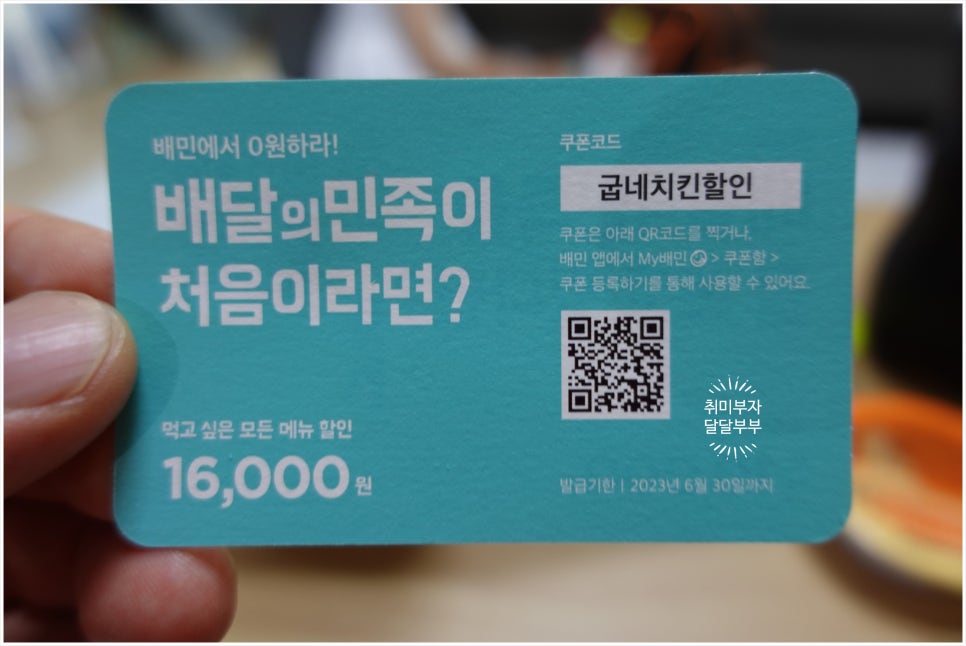 배민에서 0원하라!
배달의민족이
처음이라면?
먹고 싶은 모든 메뉴 할인
16,000원
쿠폰코드
굽네치킨할인
쿠폰은 아래 QR코드를 찍거나,
배민 앱에서 My배민 > 쿠폰함 >
쿠폰 등록하기를 통해 사용할 수 있어요.
취미부자
달달부부
발급기한 | 2023년 6월 30일까지